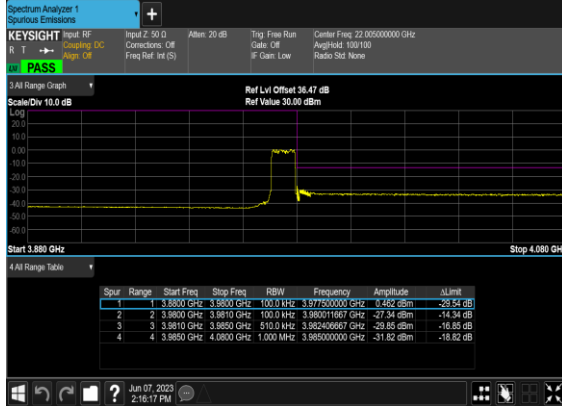 Spectrum Analyzer 1
Spurious Emissions
+
KEYSIGHT Input: RF Input Z: 50 Ω Atten: 20 dB Trig: Free Run Center Freq: 22.005000000 GHz
R T Coupling: DC Corrections: Off Gate: Off Avg|Hold: 100/100
Align: Off Freq Ref: Int (S) IF Gain: Low Radio Std: None
PASS
3 All Range Graph
Ref Lvl Offset 36.47 dB
Scale/Div 10.0 dB Ref Value 30.00 dBm
Log
20.0
10.0
0.00
-10.0
-20.0
-30.0
-40.0
-50.0
-60.0
Start 3.880 GHz Stop 4.080 GH
4 All Range Table
Spur Range Start Freq Stop Freq RBW Frequency Amplitude ΔLimit
1 1 3.8800 GHz 3.9800 GHz 100.0 kHz 3.977500000 GHz 0.462 dBm -29.54 dB
2 2 3.9800 GHz 3.9810 GHz 100.0 kHz 3.980011667 GHz -27.34 dBm -14.34 dB
3 3 3.9810 GHz 3.9850 GHz 510.0 kHz 3.982406667 GHz -29.85 dBm -16.85 dB
4 4 3.9850 GHz 4.0800 GHz 1.000 MHz 3.985000000 GHz -31.82 dBm -18.82 dB
? Jun 07, 2023
2:16:17 PM